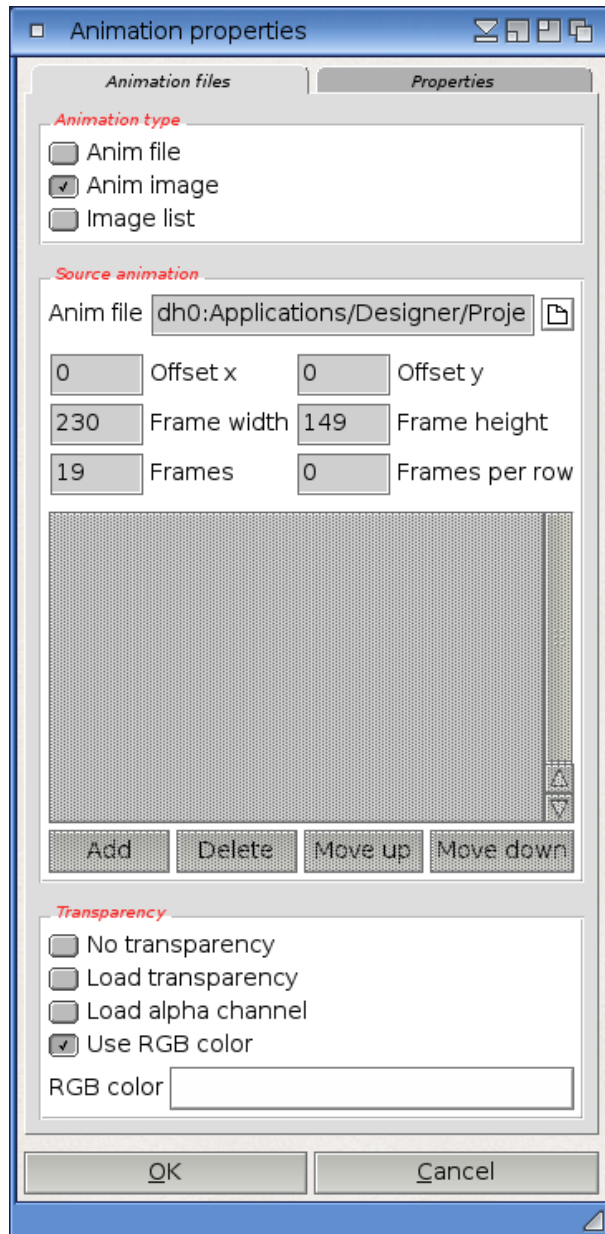 Animation properties
Animation files Properties
Animation type
Anim file
Anim image
Image list
Source animation
Anim file dh0:Applications/Designer/Proje
0 Offset x 0 Offset y
230 Frame width 149 Frame height
19 Frames 0 Frames per row
Add Delete Move up Move down
Transparency
No transparency
Load transparency
Load alpha channel
Use RGB color
RGB color
OK Cancel